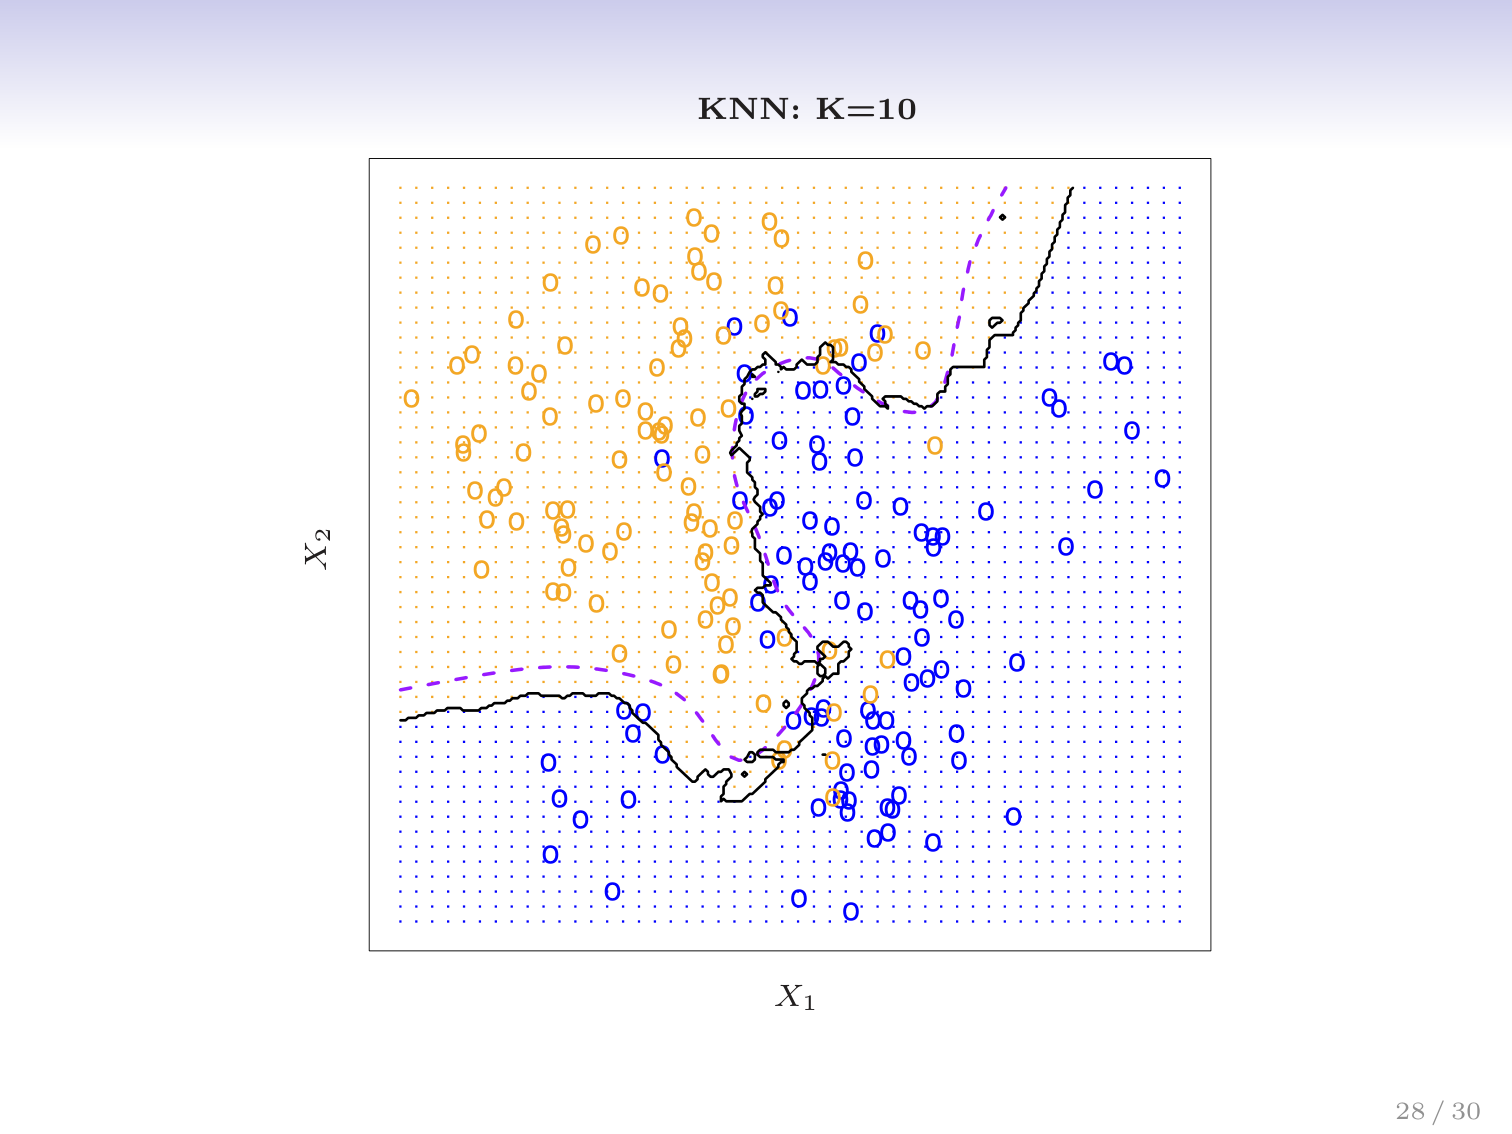 KNN: K=10
X₂
X₁
28 / 30